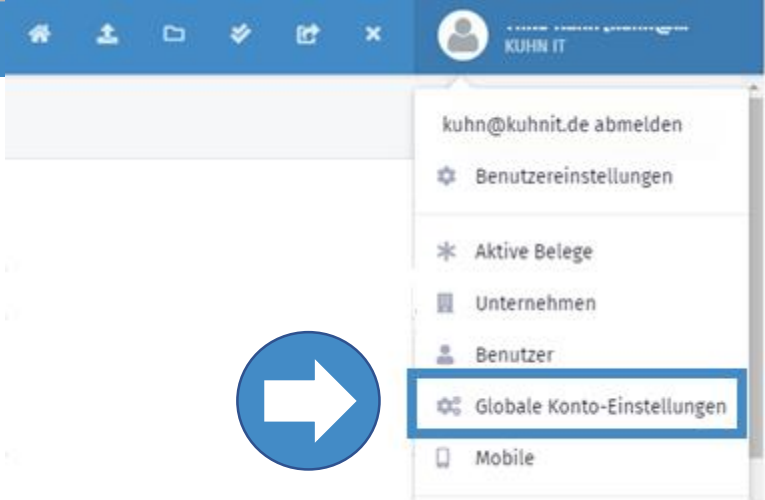 KUHN IT
kuhn@kuhnit.de abmelden
Benutzereinstellungen
Aktive Belege
Unternehmen
Benutzer
Globale Konto-Einstellungen
Mobile